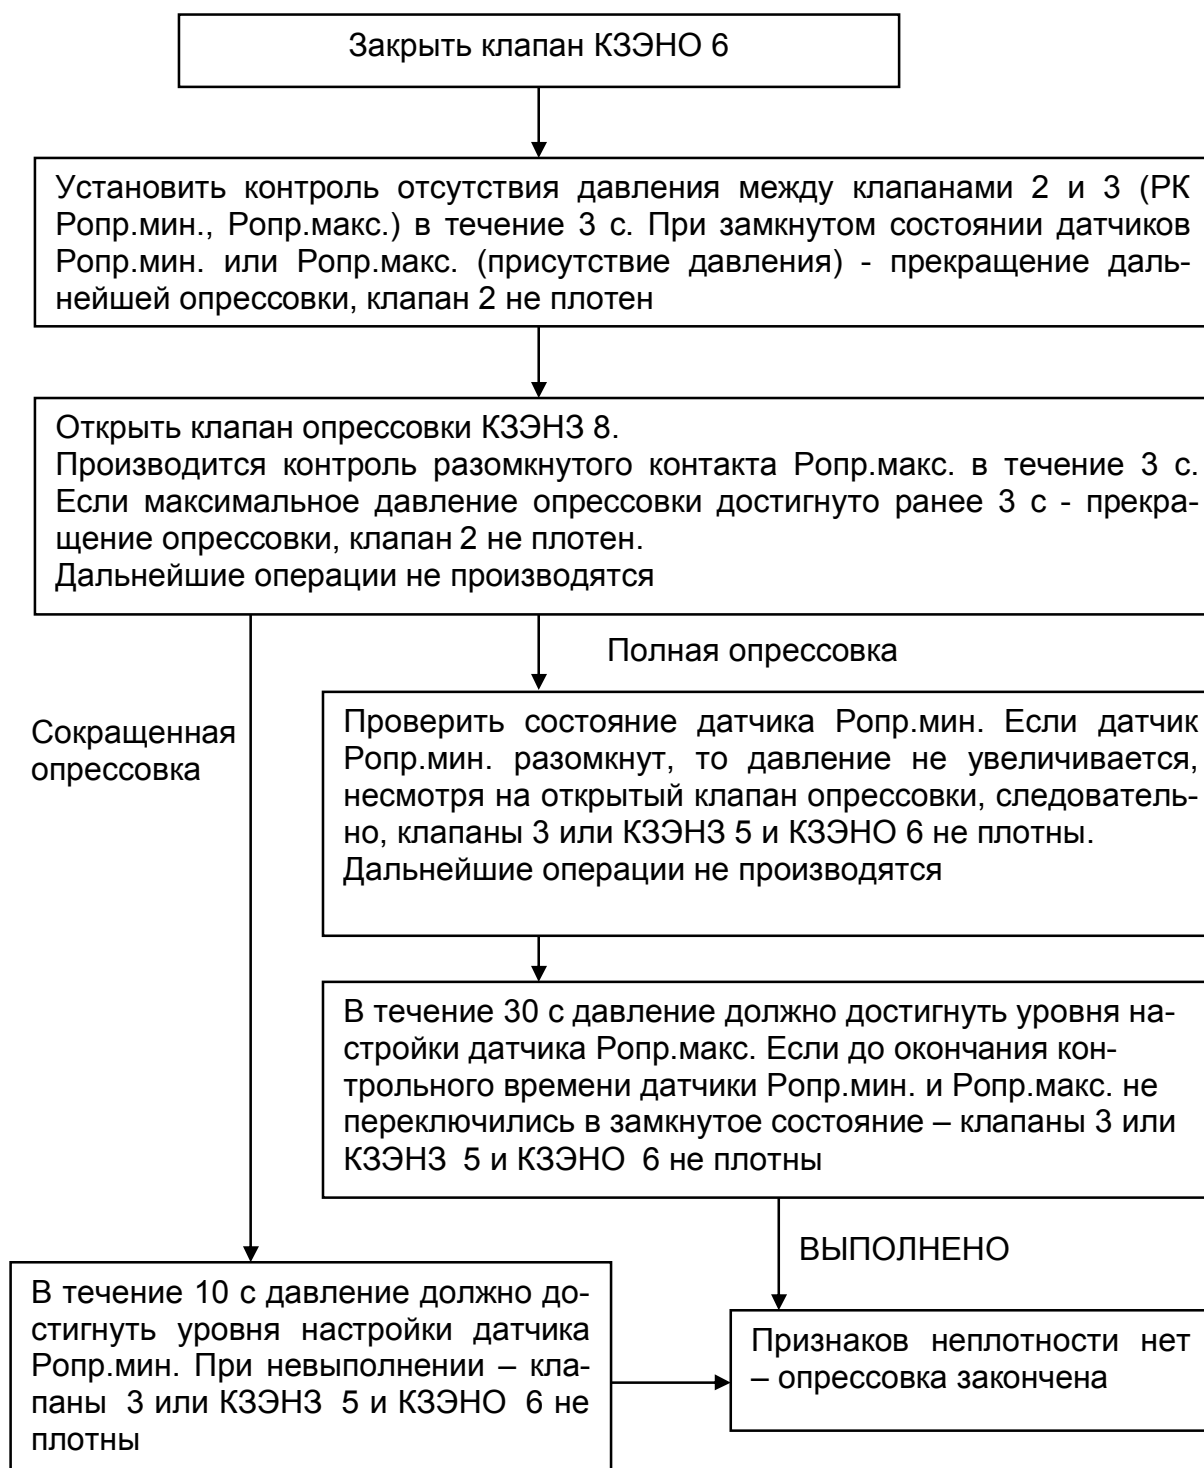 Закрыть клапан КЗЭНО 6
Установить контроль отсутствия давления между клапанами 2 и 3 (РК
Ропр.мин., Ропр.макс.) в течение 3 с. При замкнутом состоянии датчиков
Ропр.мин. или Ропр.макс. (присутствие давления) - прекращение даль-
нейшей опрессовки, клапан 2 не плотен
Открыть клапан опрессовки КЗЭНЗ 8.
Производится контроль разомкнутого контакта Ропр.макс. в течение 3 с.
Если максимальное давление опрессовки достигнуто ранее 3 с - прекра-
щение опрессовки, клапан 2 не плотен.
Дальнейшие операции не производятся
Полная опрессовка
Сокращенная
опрессовка
Проверить состояние датчика Ропр.мин. Если датчик
Ропр.мин. разомкнут, то давление не увеличивается,
несмотря на открытый клапан опрессовки, следователь-
но, клапаны 3 или КЗЭНЗ 5 и КЗЭНО 6 не плотны.
Дальнейшие операции не производятся
В течение 30 с давление должно достигнуть уровня на-
стройки датчика Ропр.макс. Если до окончания кон-
трольного времени датчики Ропр.мин. и Ропр.макс. не
переключились в замкнутое состояние – клапаны 3 или
КЗЭНЗ 5 и КЗЭНО 6 не плотны
ВЫПОЛНЕНО
В течение 10 с давление должно до-
стигнуть уровня настройки датчика
Ропр.мин. При невыполнении – кла-
паны 3 или КЗЭНЗ 5 и КЗЭНО 6 не
плотны
Признаков неплотности нет
– опрессовка закончена